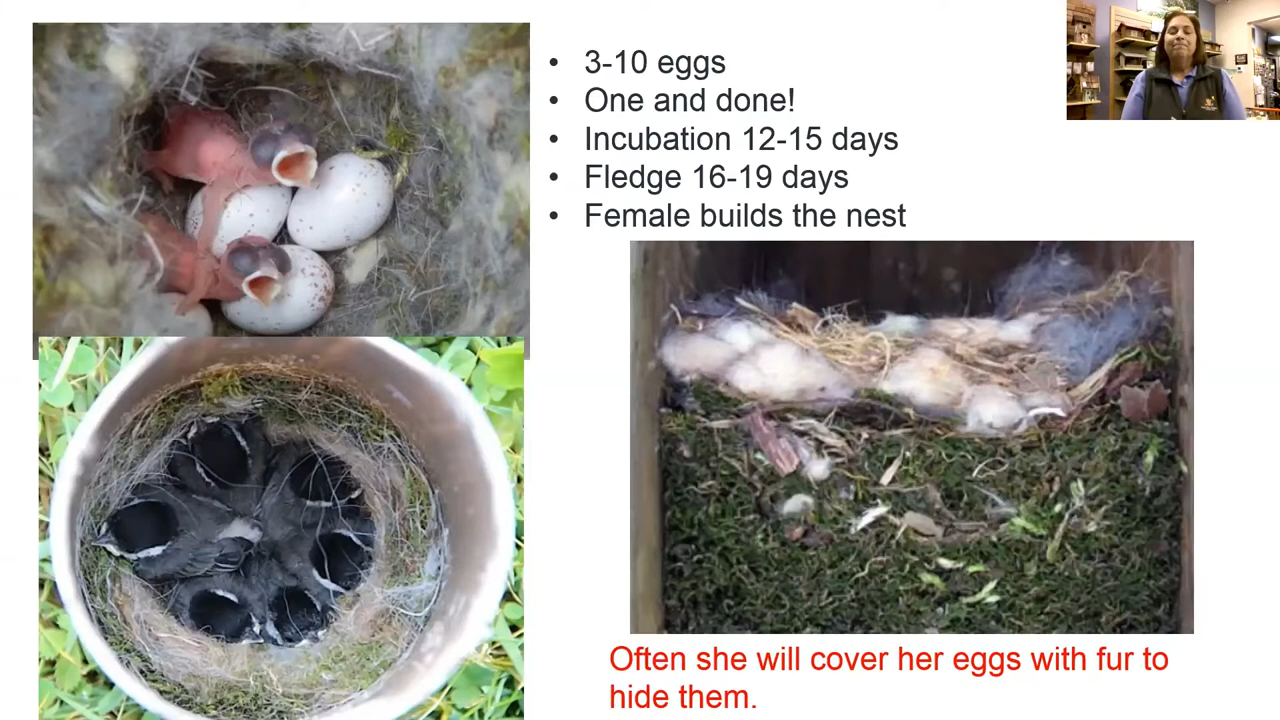 3-10 eggs
One and done!
Incubation 12-15 days
Fledge 16-19 days
Female builds the nest
Often she will cover her eggs with fur to
hide them.